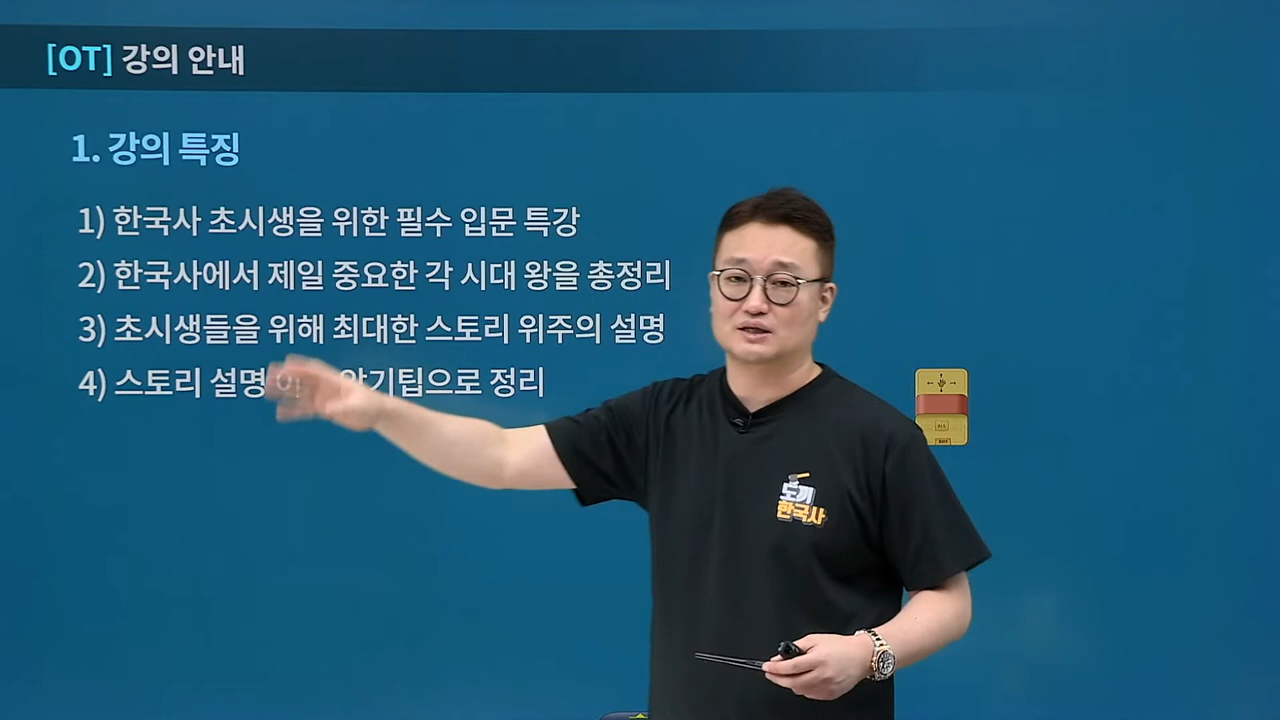 [OT] 강의 안내
1. 강의 특징
1) 한국사 초시생을 위한 필수 입문 특강
2) 한국사에서 제일 중요한 각 시대 왕을 총정리
3) 초시생들을 위해 최대한 스토리 위주의 설명
4) 스토리 설명 암기팁으로 정리
도끼
한국사